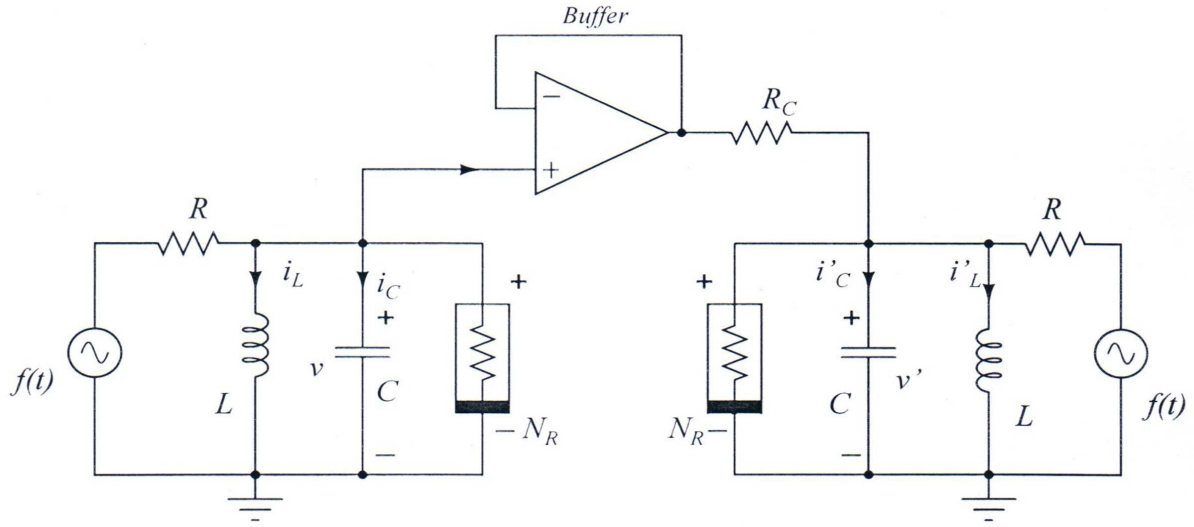 Buffer
R_C
−
+
R
R
i_L
i_C
+
+
i'_C
i'_L
+
+
v
v'
f(t)
C
C
f(t)
L
L
− N_R
N_R −
−
−